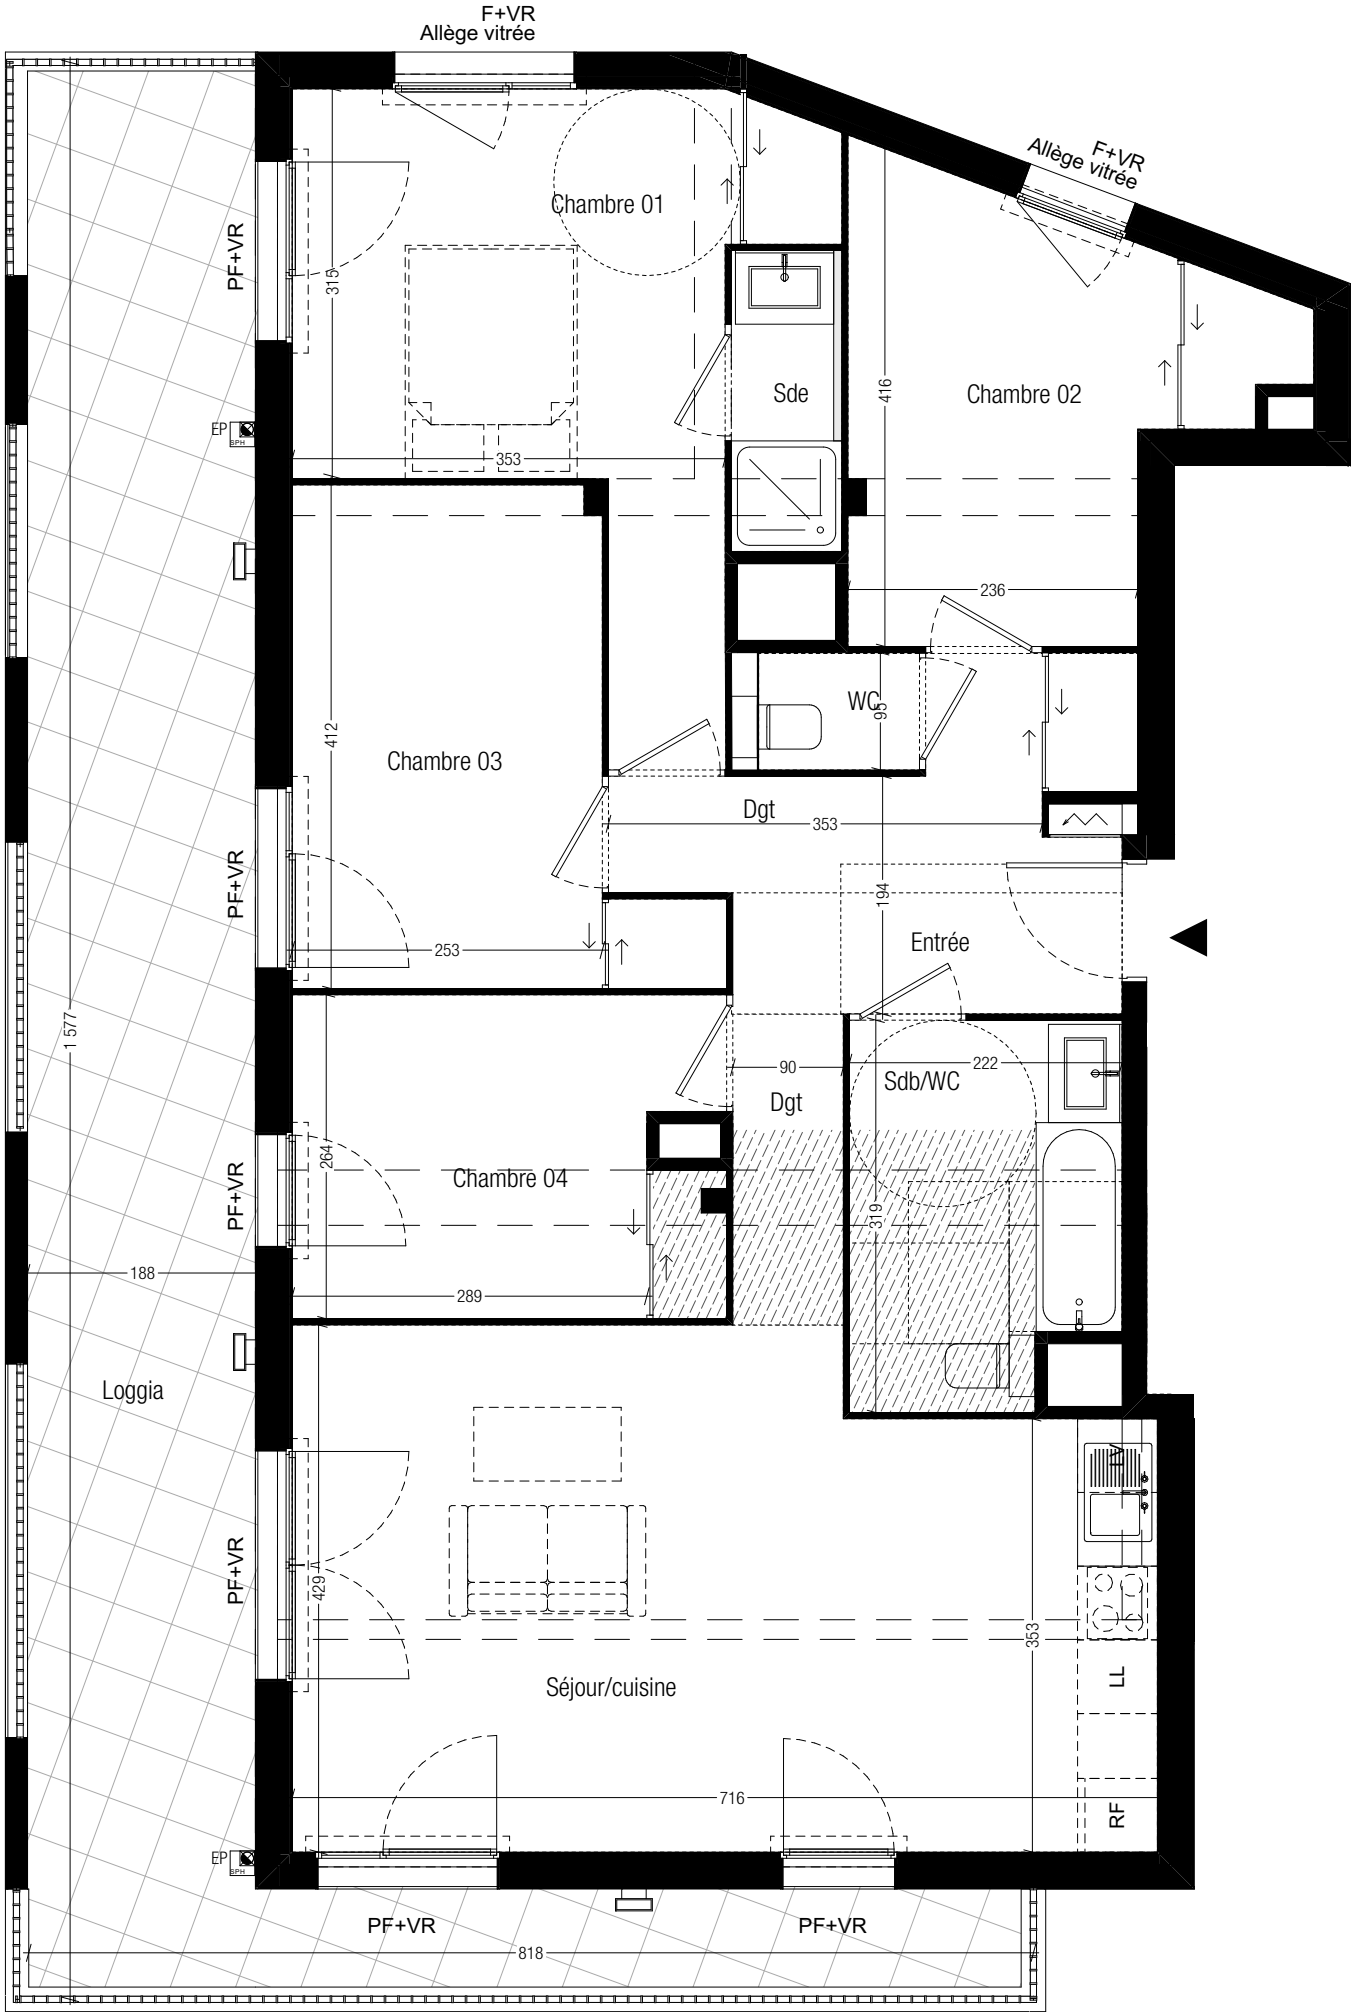 F+VR
Allège vitrée
F+VR
Allège vitrée
Chambre 01
PF+VR
315
Sde
416
Chambre 02
EP
SPH
353
236
WC
95
412
Chambre 03
Dgt
353
PF+VR
194
253
Entrée
1 577
90
222
Sdb/WC
Dgt
264
Chambre 04
PF+VR
319
188
289
Loggia
LV
PF+VR
429
353
LL
Séjour/cuisine
716
RF
EP
SPH
PF+VR
PF+VR
818